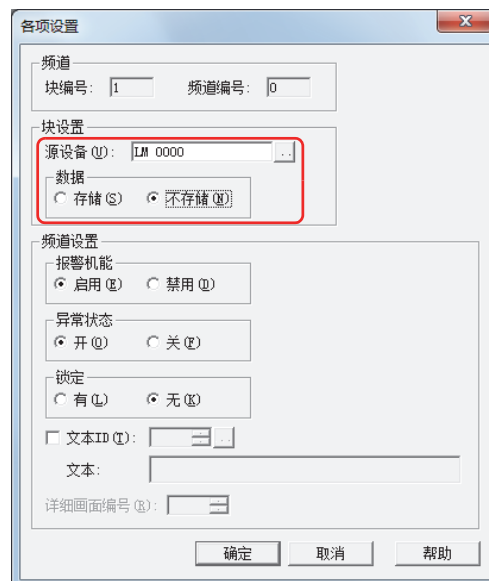 各项设置
频道
块编号: 1 频道编号: 0
块设置
源设备(U): LM 0000 ..
数据
存储(S) 不存储(N)
频道设置
报警机能
启用(E) 禁用(D)
异常状态
开(O) 关(F)
锁定
有(L) 无(K)
文本ID(T): ..
文本:
详细画面编号(R):
确定 取消 帮助